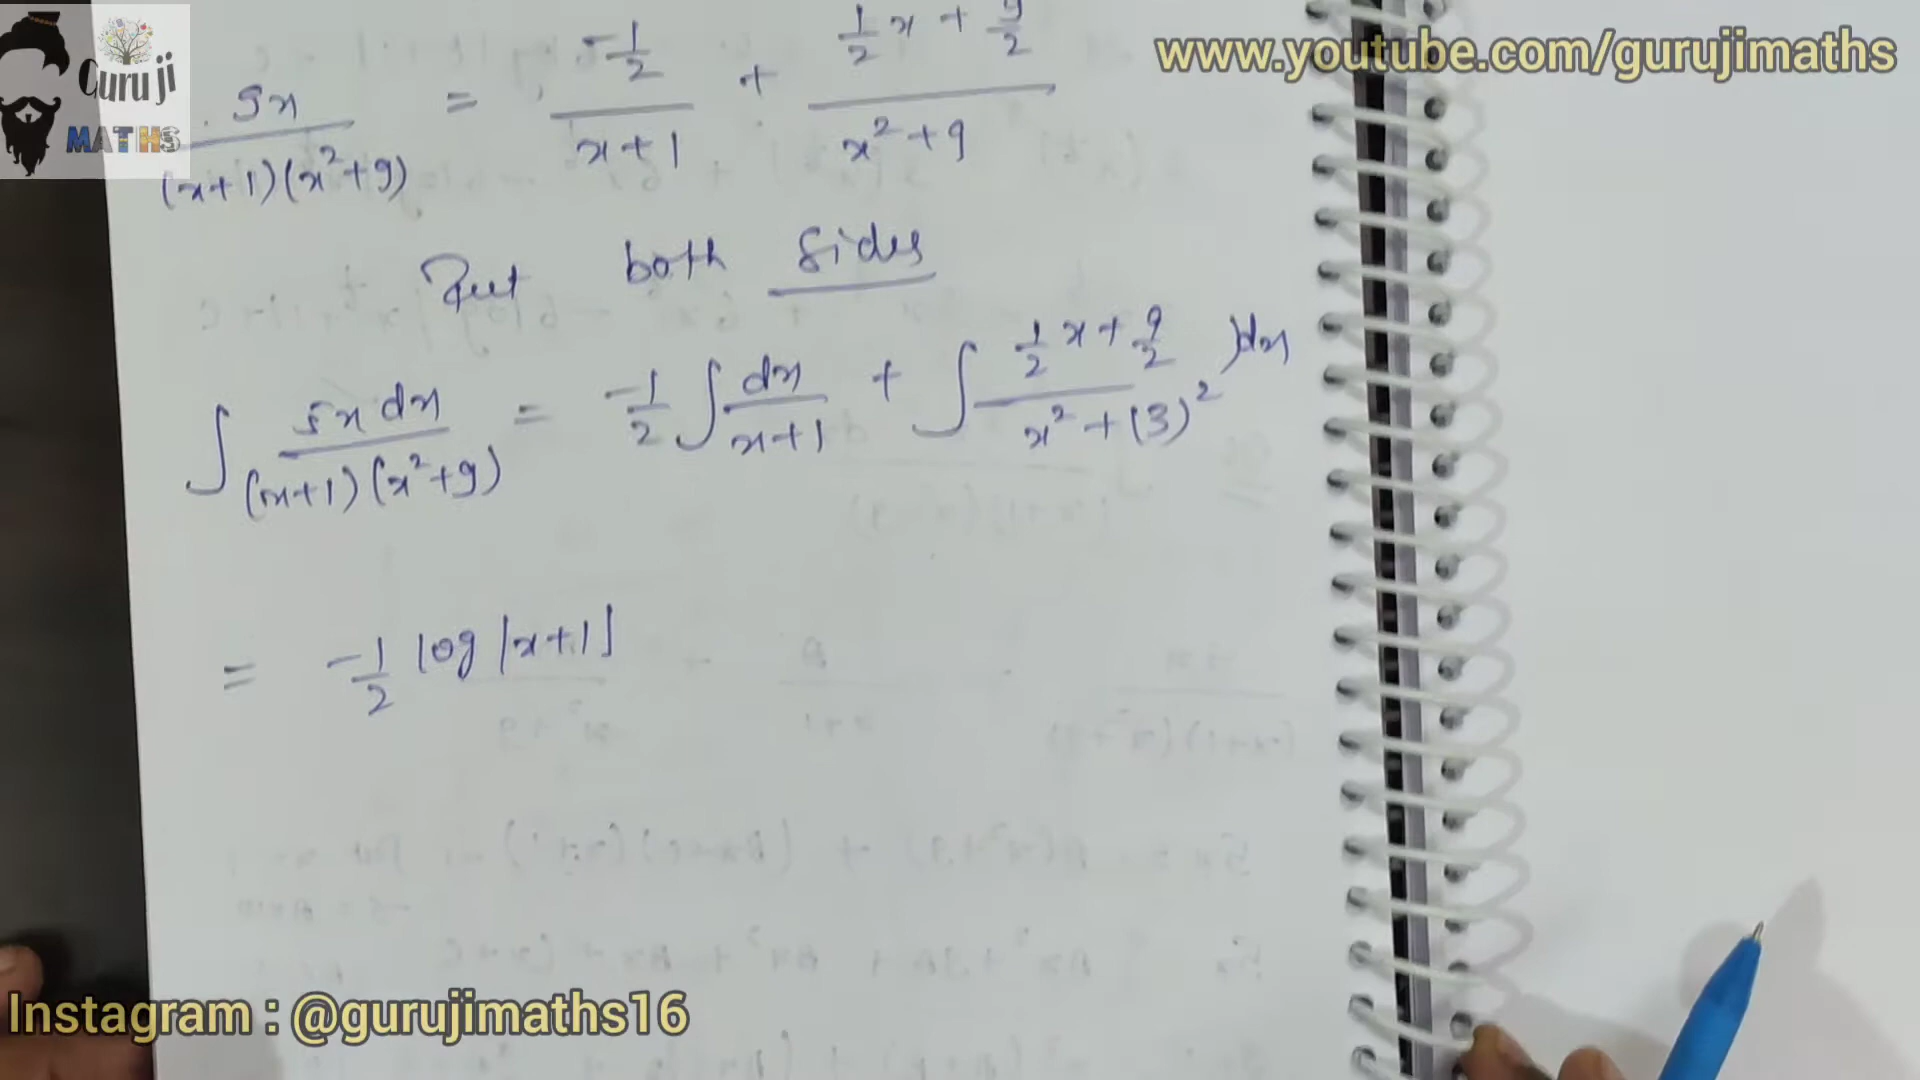 Guru ji
MATHS
www.youtube.com/gurujimaths
5x / (x+1)(x²+9) = -1/2 / x+1 + 1/2 x + 9/2 / x²+9
both sides
∫ 5x dx / (x+1)(x²+9) = -1/2 ∫ dx / x+1 + ∫ 1/2 x + 9/2 / x²+(3)² )dx
= -1/2 log |x+1|
Instagram : @gurujimaths16